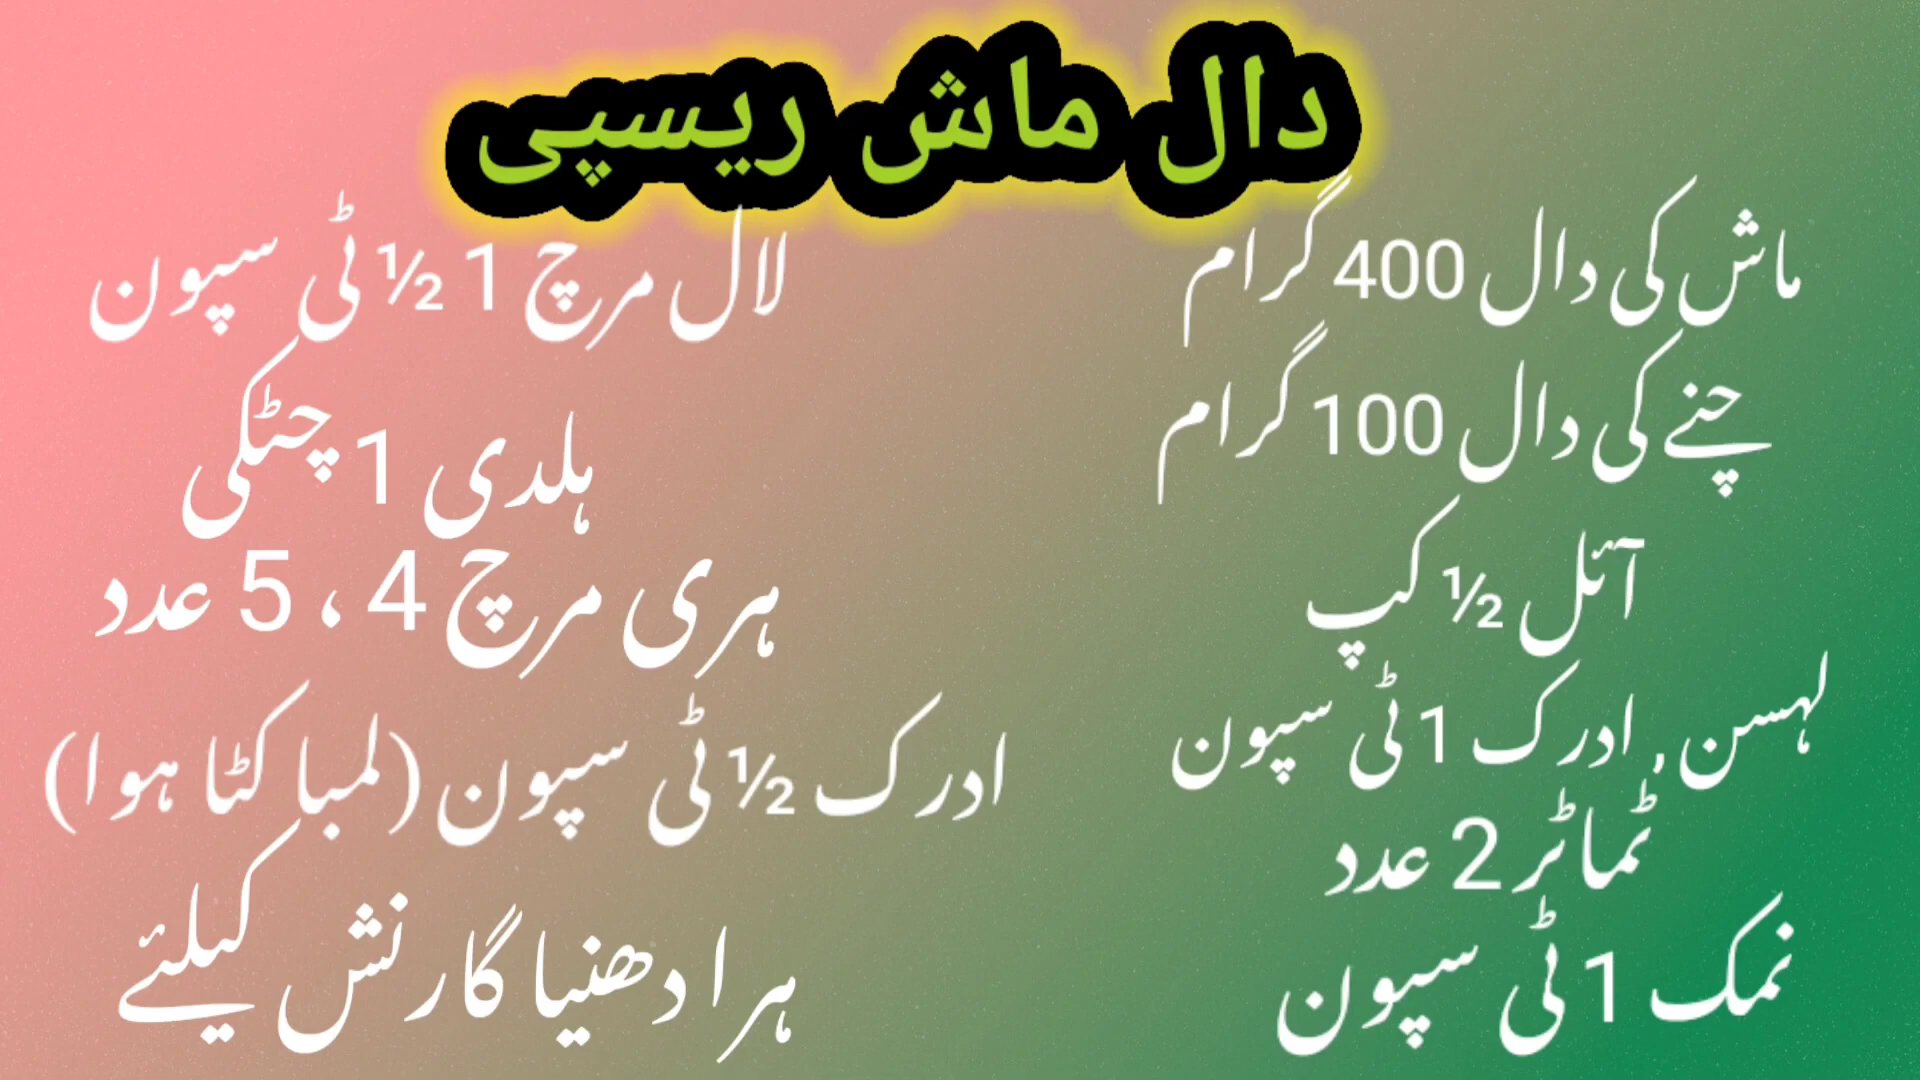 دال ماش ریسپی
ماش کی دال 400 گرام
چنے کی دال 100 گرام
آئل ½ کپ
لہسن, ادرک 1 ٹی سپون
ٹماٹر 2 عدد
نمک 1 ٹی سپون
لال مرچ 1 ½ ٹی سپون
ہلدی 1 چٹکی
ہری مرچ 4 ، 5 عدد
ادرک ½ ٹی سپون (لمبا کٹا ہوا)
ہرا دھنیا گارنش کیلئے